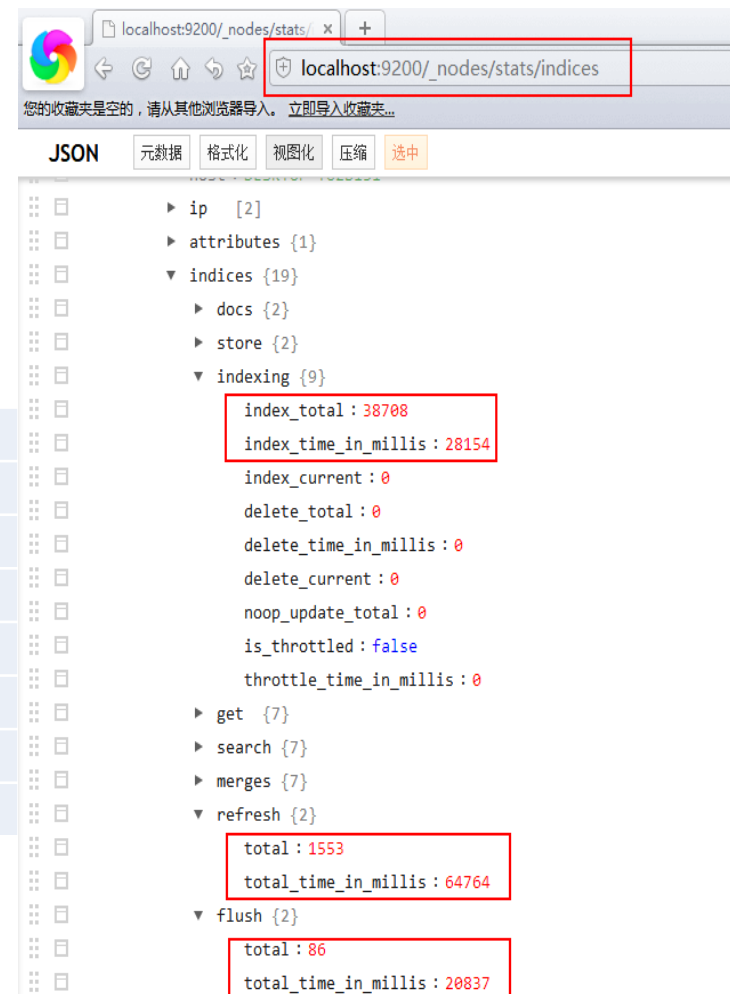 localhost:9200/_nodes/stats/
localhost:9200/_nodes/stats/indices
您的收藏夹是空的，请从其他浏览器导入。 立即导入收藏夹...
JSON 元数据 格式化 视图化 压缩 选中
ip [2]
attributes {1}
indices {19}
docs {2}
store {2}
indexing {9}
index_total：38708
index_time_in_millis：28154
index_current：0
delete_total：0
delete_time_in_millis：0
delete_current：0
noop_update_total：0
is_throttled：false
throttle_time_in_millis：0
get {7}
search {7}
merges {7}
refresh {2}
total：1553
total_time_in_millis：64764
flush {2}
total：86
total_time_in_millis：20837